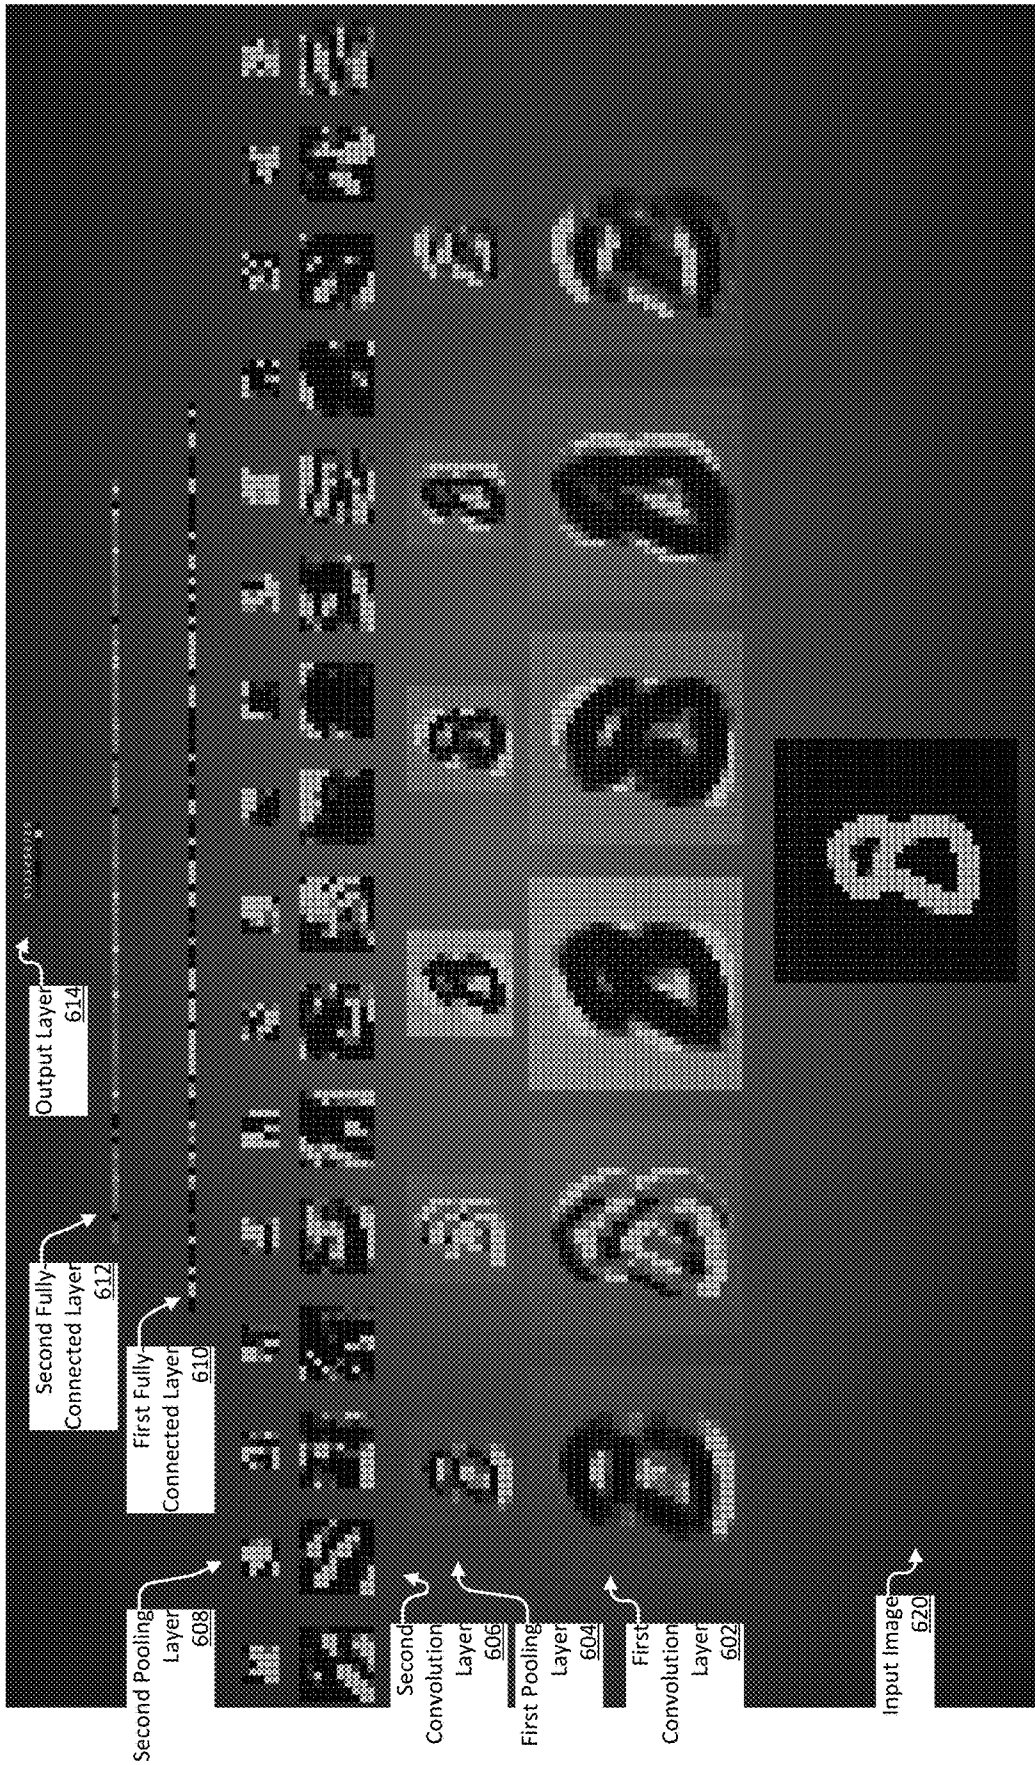 Output Layer
614
Second Fully-
Connected Layer
612
First Fully-
Connected Layer
610
Second Pooling
Layer
608
Second
Convolution
Layer
606
First Pooling
Layer
604
First
Convolution
Layer
602
Input Image
620